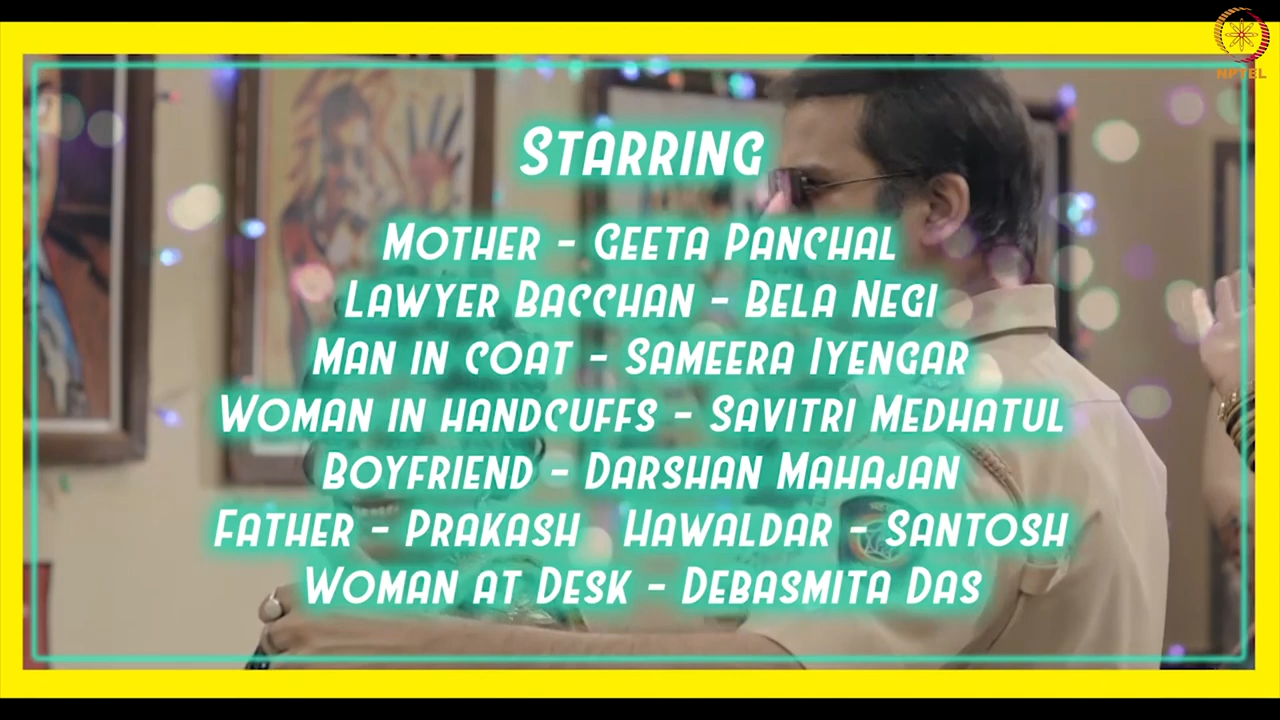 NPTEL
STARRING
MOTHER - GEETA PANCHAL
LAWYER BACCHAN - BELA NEGI
MAN IN COAT - SAMEERA IYENGAR
WOMAN IN HANDCUFFS - SAVITRI MEDHATUL
BOYFRIEND - DARSHAN MAHAJAN
FATHER - PRAKASH HAWALDAR - SANTOSH
WOMAN AT DESK - DEBASMITA DAS